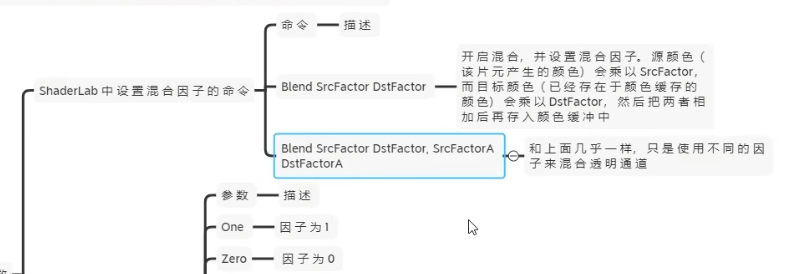 命令
描述
ShaderLab 中设置混合因子的命令
Blend SrcFactor DstFactor
开启混合，并设置混合因子。源颜色（
该片元产生的颜色）会乘以 SrcFactor，
而目标颜色（已经存在于颜色缓存的
颜色）会乘以 DstFactor，然后把两者相
加后再存入颜色缓冲中
Blend SrcFactor DstFactor, SrcFactorA
DstFactorA
和上面几乎一样，只是使用不同的因
子来混合透明通道
参数
描述
One
因子为1
Zero
因子为0